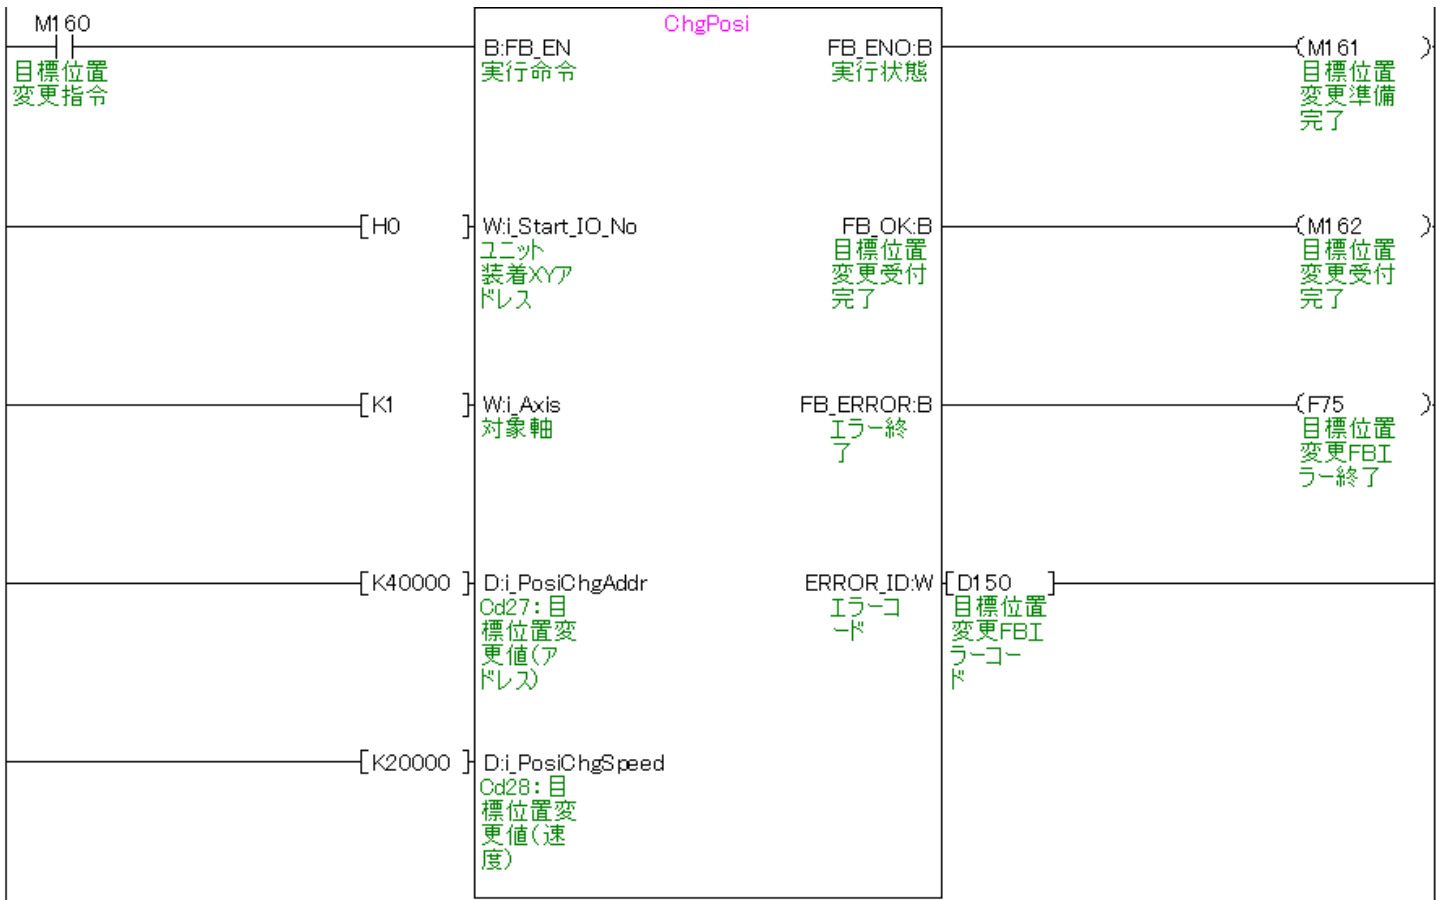 ChgPosi
M160
目標位置
変更指令
B:FB_EN
実行命令
FB_ENO:B
実行状態
M161
目標位置
変更準備
完了
H0
W:i_Start_IO_No
ユニット
装着XYア
ドレス
FB_OK:B
目標位置
変更受付
完了
M162
目標位置
変更受付
完了
K1
W:i_Axis
対象軸
FB_ERROR:B
エラー終
了
F75
目標位置
変更FBエ
ラー終了
K40000
D:i_PosiChgAddr
Cd27:目
標位置変
更値(ア
ドレス)
ERROR_ID:W
エラーコ
ード
D150
目標位置
変更FBエ
ラーコー
ド
K20000
D:i_PosiChgSpeed
Cd28:目
標位置変
更値(速
度)